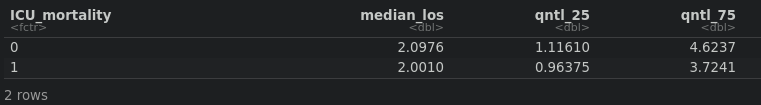 ICU_mortality median_los qntl_25 qntl_75
<fctr> <dbl> <dbl> <dbl>
0 2.0976 1.11610 4.6237
1 2.0010 0.96375 3.7241
2 rows